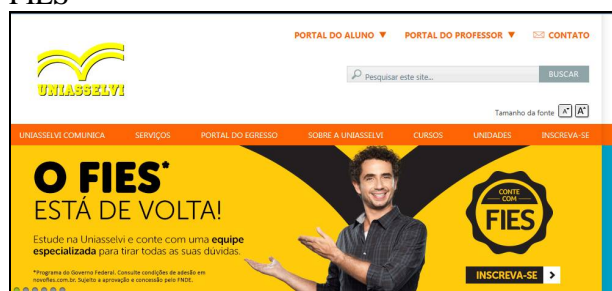 FIES
PORTAL DO ALUNO ▼ PORTAL DO PROFESSOR ▼ CONTATO
UNIASSELVI
Pesquisar este site... BUSCAR
Tamanho da fonte A- A+
UNIASSELVI COMUNICA SERVIÇOS PORTAL DO EGRESSO SOBRE A UNIASSELVI CURSOS UNIDADES INSCREVA-SE
O FIES*
ESTÁ DE VOLTA!
Estude na Uniasselvi e conte com uma equipe
especializada para tirar todas as suas dúvidas.
*Programa do Governo Federal. Consulte condições de adesão em
novofies.com.br. Sujeito a aprovação e concessão pelo FNDE.
CONTE
COM
FIES
INSCREVA-SE >